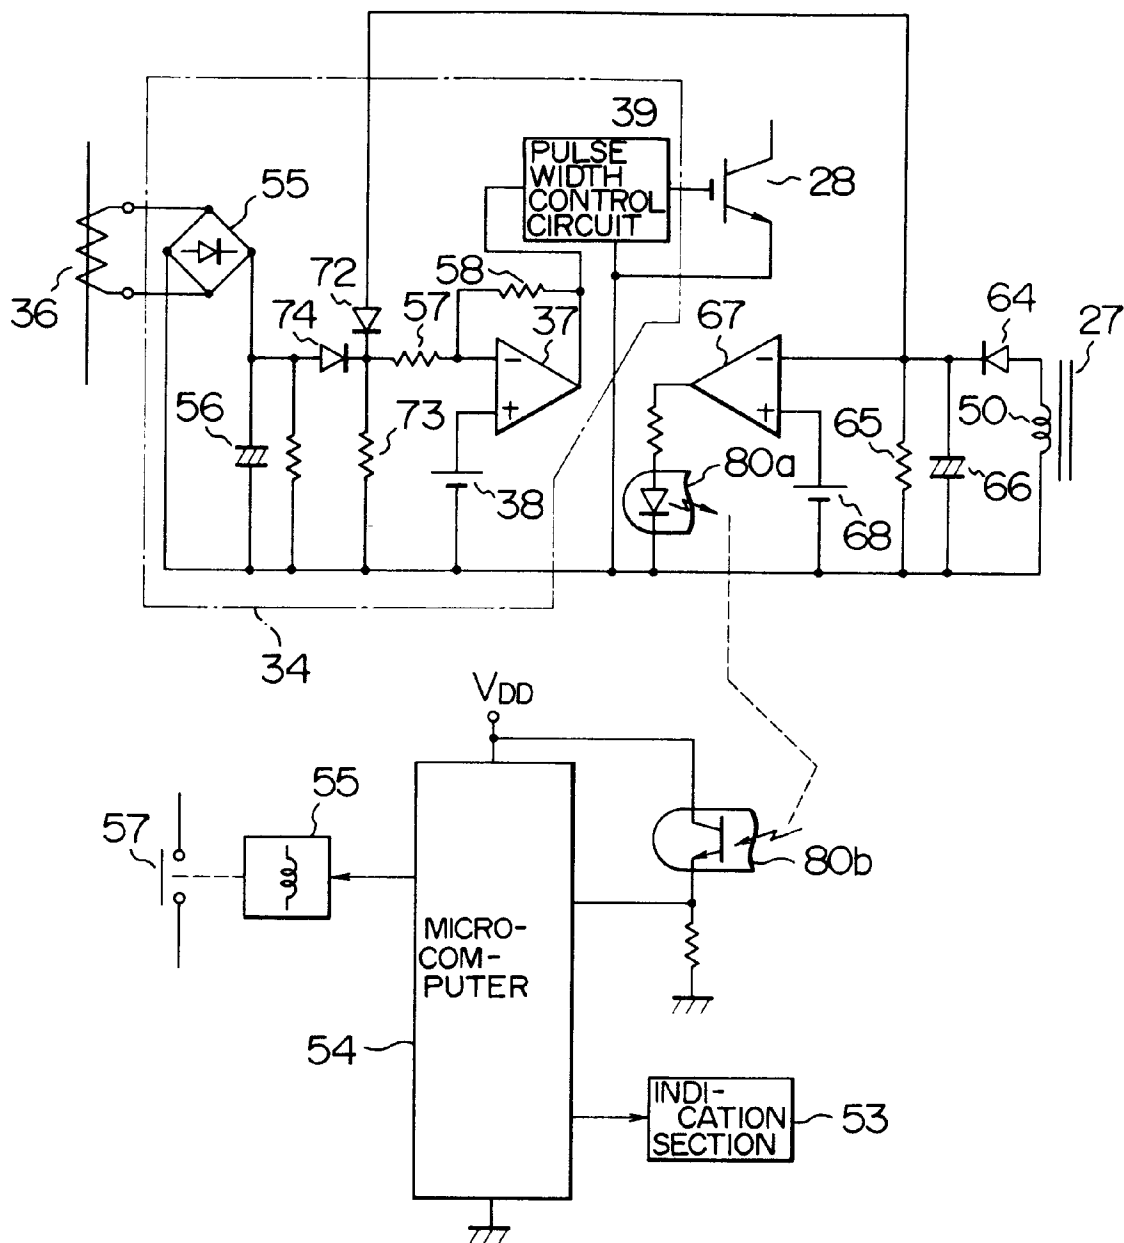 39
PULSE
WIDTH
CONTROL
CIRCUIT
28
55
36
72
58
57
74
37
67
64
27
56
73
38
80a
65
50
66
68
34
VDD
55
57
80b
MICRO-
COM-
PUTER
54
INDI-
CATION
SECTION
53